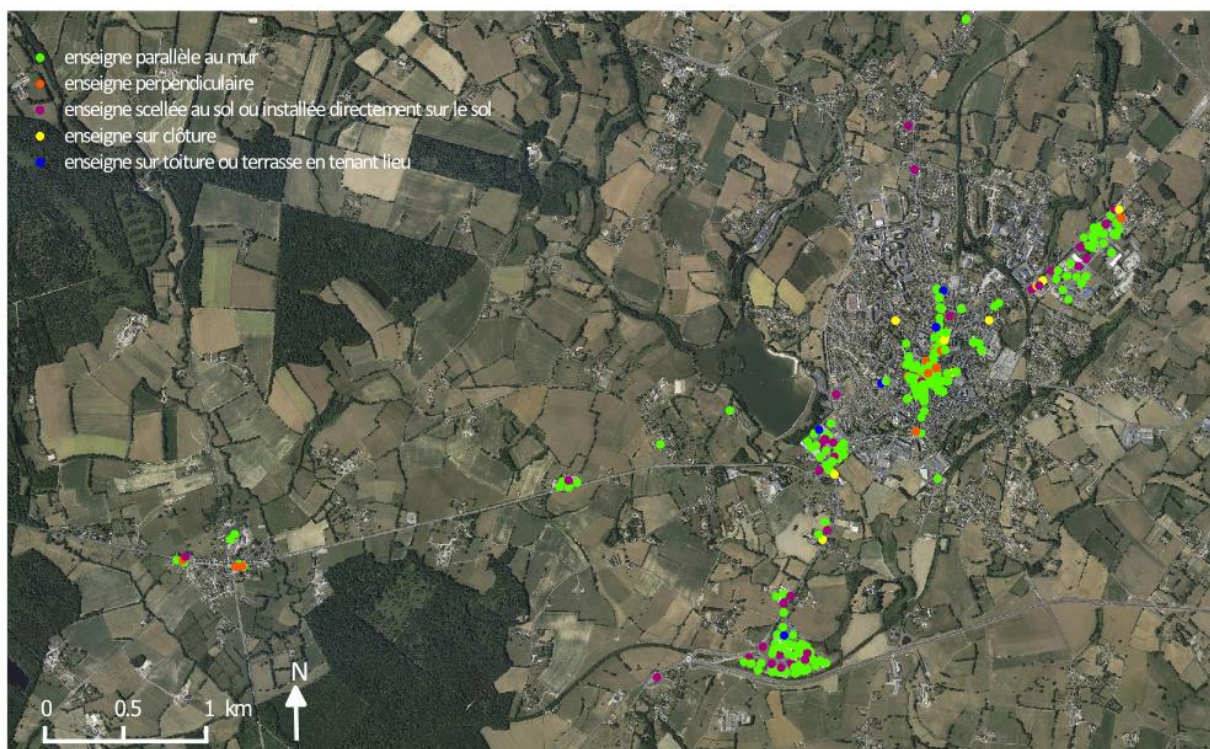 enseigne parallèle au mur
enseigne perpendiculaire
enseigne scellée au sol ou installée directement sur le sol
enseigne sur clôture
enseigne sur toiture ou terrasse en tenant lieu
N
0 0.5 1 km